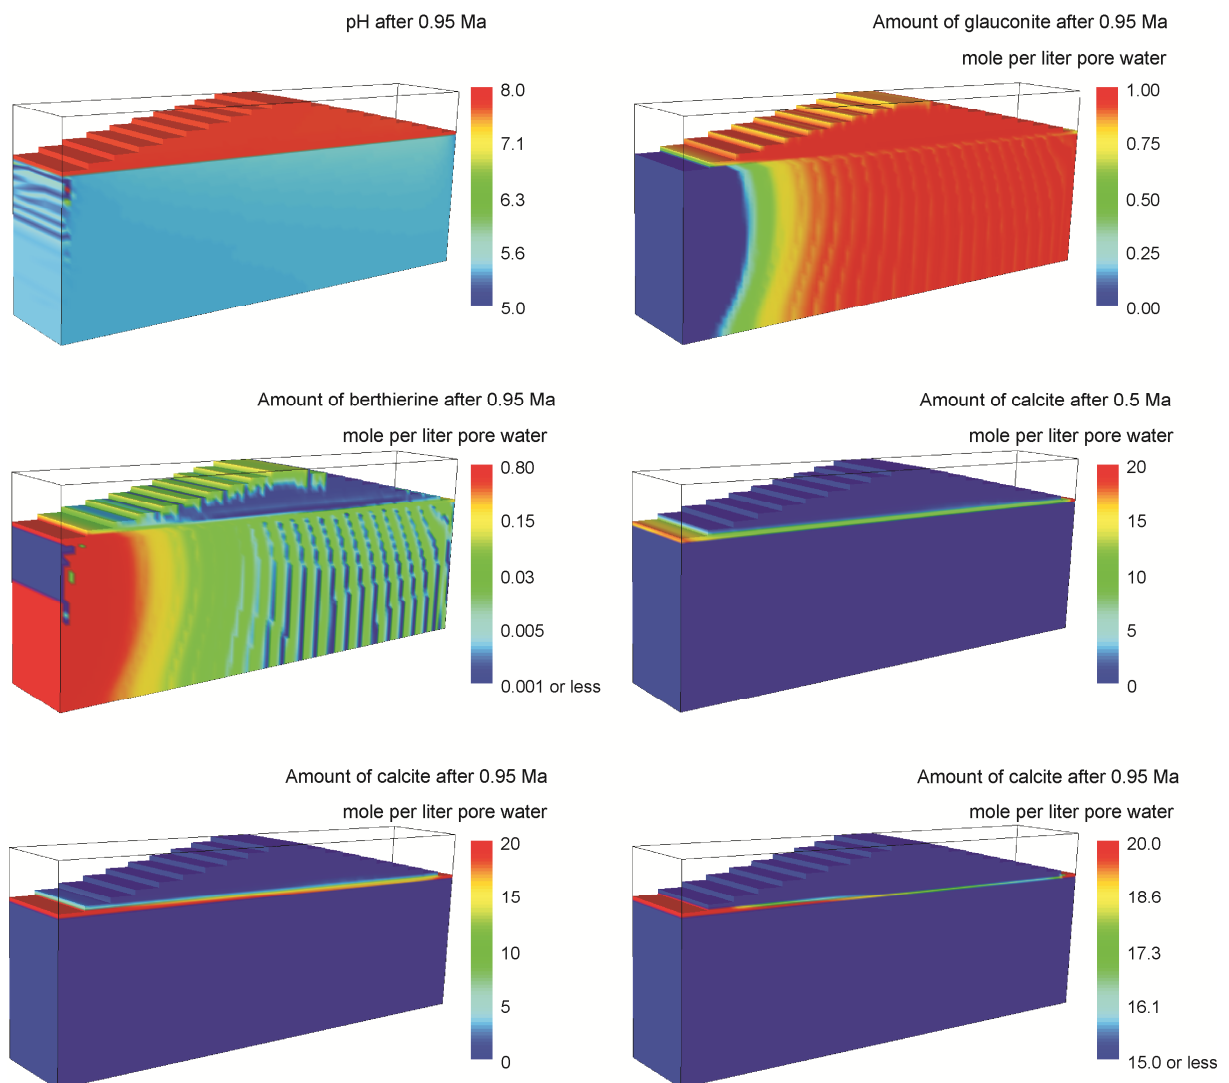 pH after 0.95 Ma
8.0
7.1
6.3
5.6
5.0
Amount of glauconite after 0.95 Ma
mole per liter pore water
1.00
0.75
0.50
0.25
0.00
Amount of berthierine after 0.95 Ma
mole per liter pore water
0.80
0.15
0.03
0.005
0.001 or less
Amount of calcite after 0.5 Ma
mole per liter pore water
20
15
10
5
0
Amount of calcite after 0.95 Ma
mole per liter pore water
20
15
10
5
0
Amount of calcite after 0.95 Ma
mole per liter pore water
20.0
18.6
17.3
16.1
15.0 or less